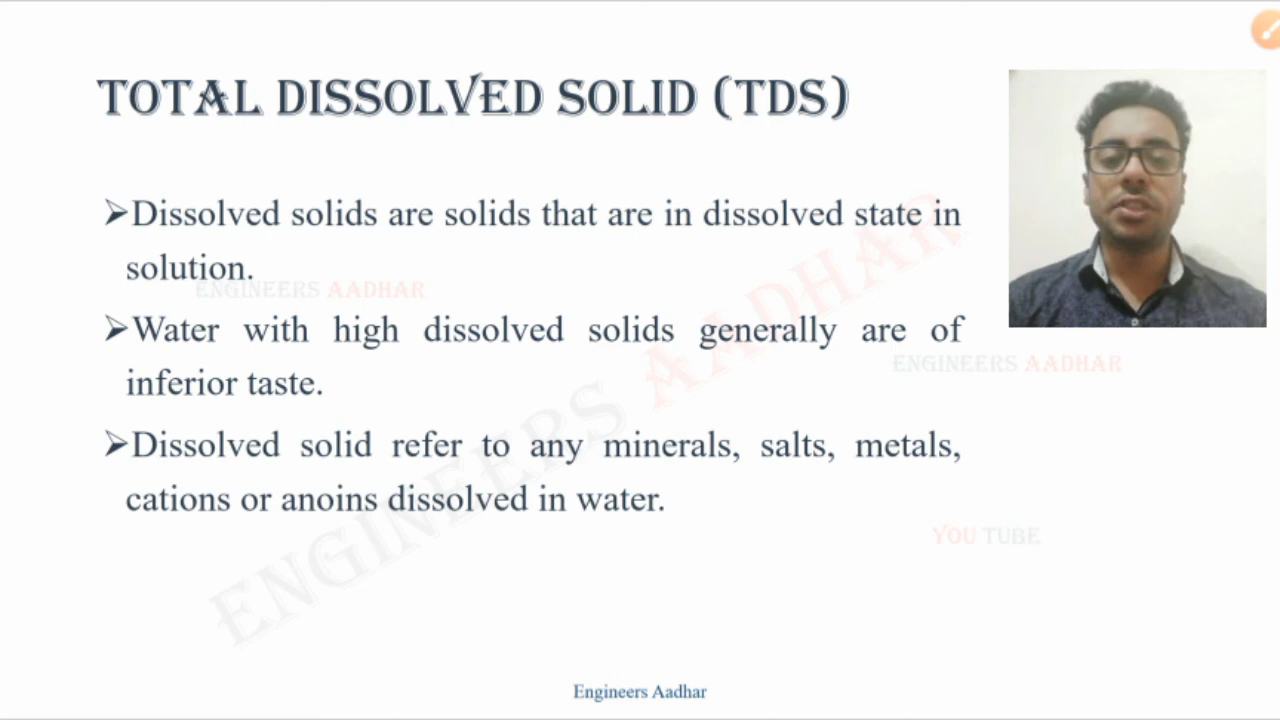 TOTAL DISSOLVED SOLID (TDS)
➢Dissolved solids are solids that are in dissolved state in
solution.
ENGINEERS AADHAR
➢Water with high dissolved solids generally are of
inferior taste.
ENGINEERS AADHAR
➢Dissolved solid refer to any minerals, salts, metals,
cations or anoins dissolved in water.
ENGINEERS AADHAR
YOU TUBE
Engineers Aadhar